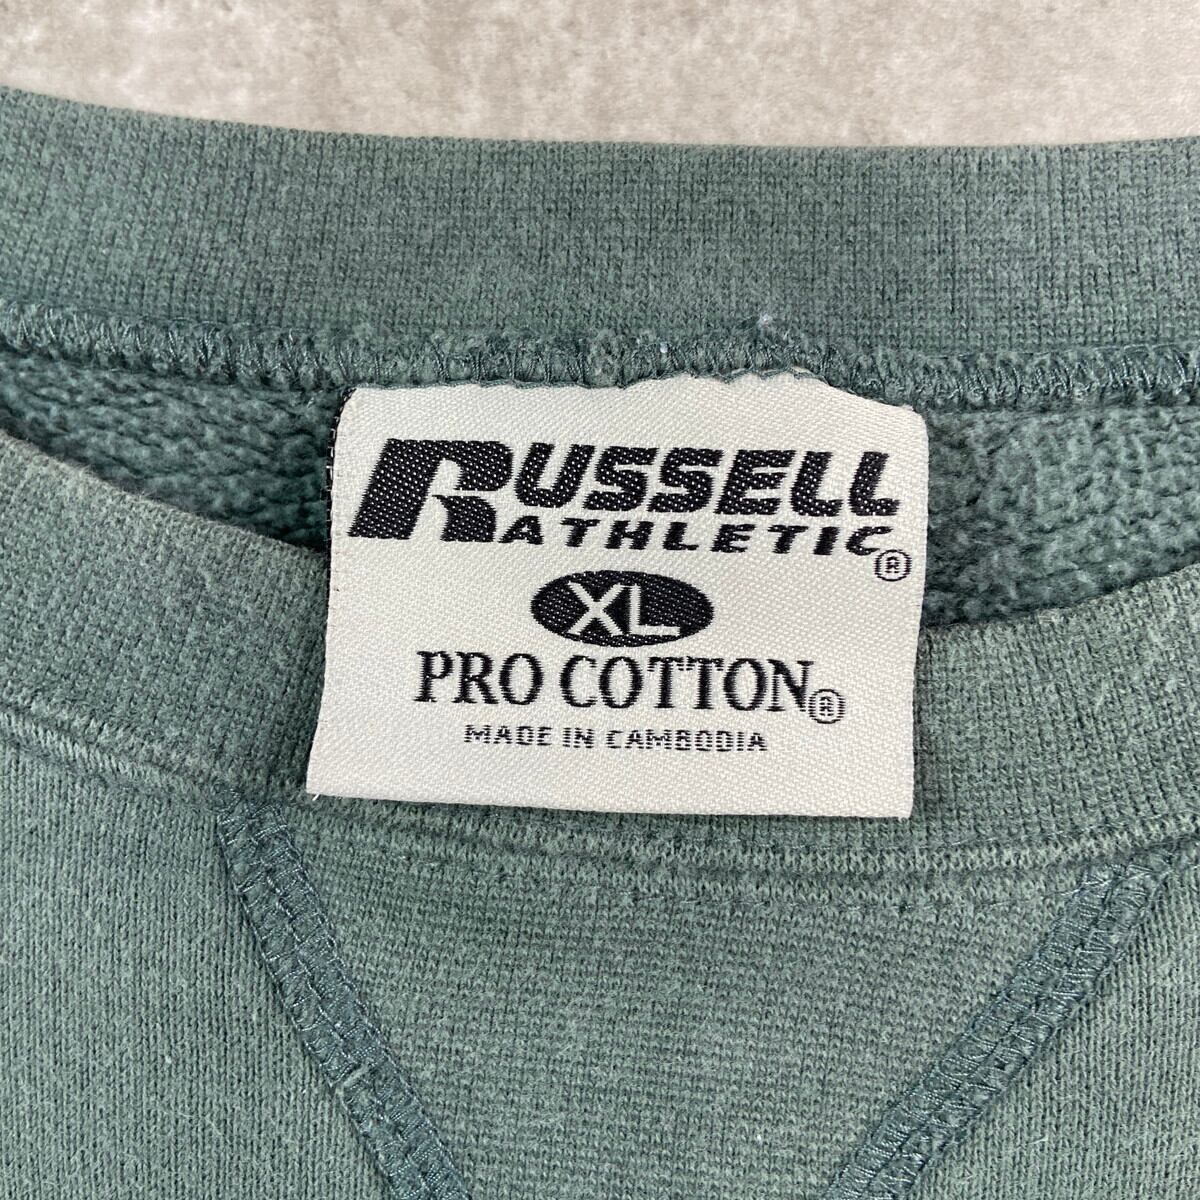 RUSSELL
ATHLETIC®
XL
PRO COTTON®
MADE IN CAMBODIA